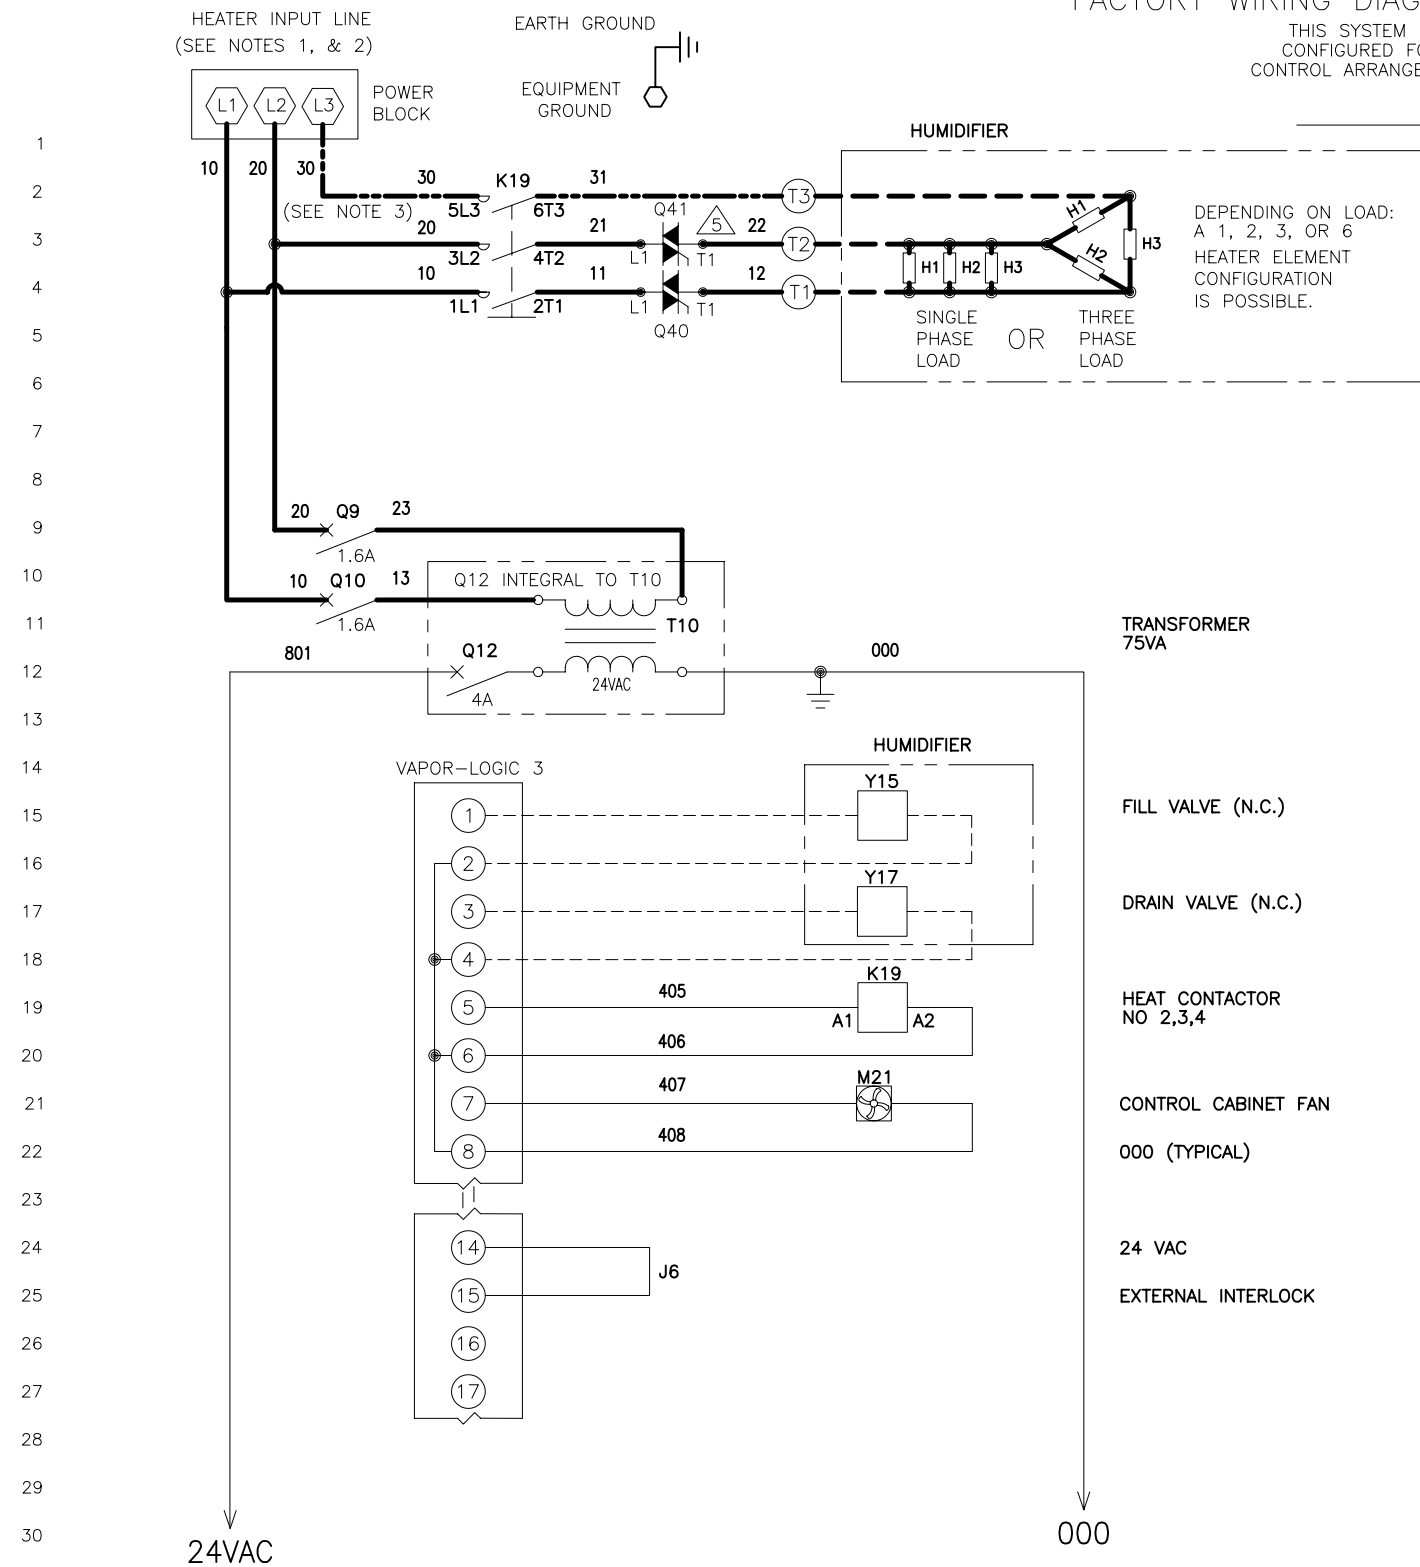 FACTORY WIRING DIAG
HEATER INPUT LINE
(SEE NOTES 1, & 2)
EARTH GROUND
THIS SYSTEM
CONFIGURED FO
CONTROL ARRANGE
L1 L2 L3
POWER
BLOCK
EQUIPMENT
GROUND
HUMIDIFIER
1
10 20 30 30 K19 31
2
T3
(SEE NOTE 3) 5L3 6T3 Q41 5
H1
DEPENDING ON LOAD:
A 1, 2, 3, OR 6
HEATER ELEMENT
CONFIGURATION
IS POSSIBLE.
20 21 22
3
T2
H3
3L2 4T2 L1 T1
H2
10 11 12
H1 H2 H3
4
T1
1L1 2T1 L1 T1
Q40
SINGLE
PHASE
LOAD
OR
THREE
PHASE
LOAD
5
6
7
8
20 Q9 23
9
1.6A
10
10 Q10 13
Q12 INTEGRAL TO T10
11
1.6A
T10
TRANSFORMER
75VA
801 Q12 000
12
24VAC
4A
13
HUMIDIFIER
14
VAPOR-LOGIC 3
Y15
15
1
FILL VALVE (N.C.)
16
2
Y17
17
3
DRAIN VALVE (N.C.)
18
4
K19
405
19
5
A1 A2
HEAT CONTACTOR
NO 2,3,4
406
20
6
407
M21
21
7
CONTROL CABINET FAN
408
22
8
000 (TYPICAL)
23
24
14
24 VAC
J6
25
15
EXTERNAL INTERLOCK
26
16
27
17
28
29
30
24VAC
000